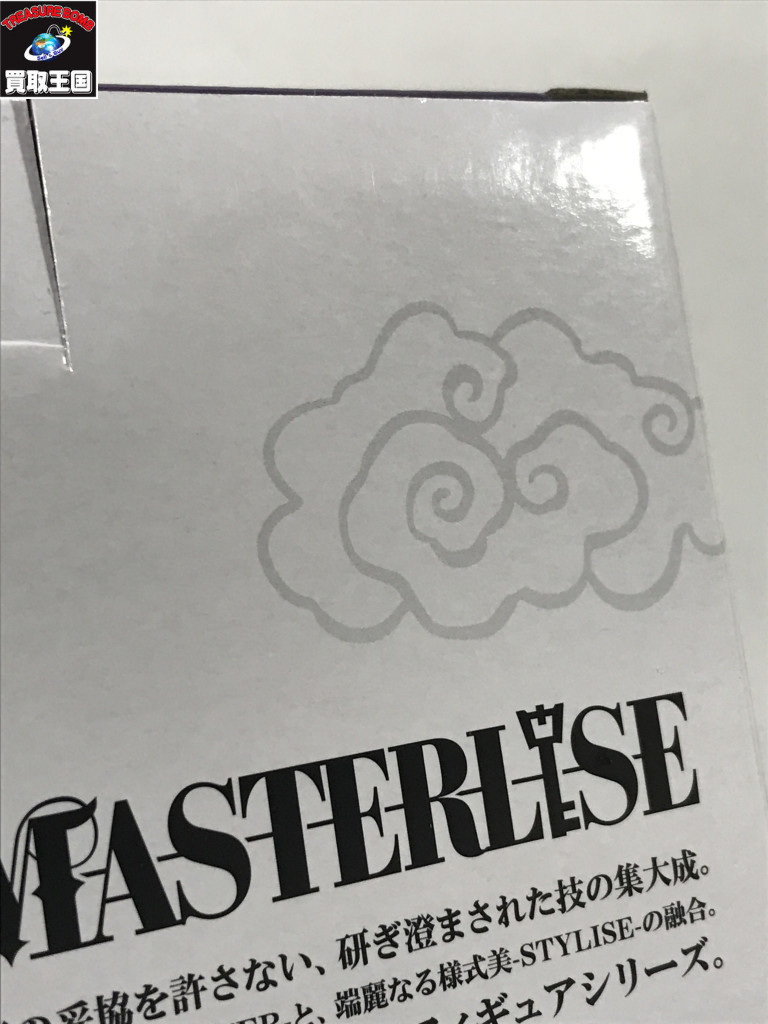 TREASURE BOMB
買取王国
MASTERLISE
妥協を許さない、研ぎ澄まされた技の集大成。
と、端麗なる様式美-STYLISE-の融合。
フィギュアシリーズ。